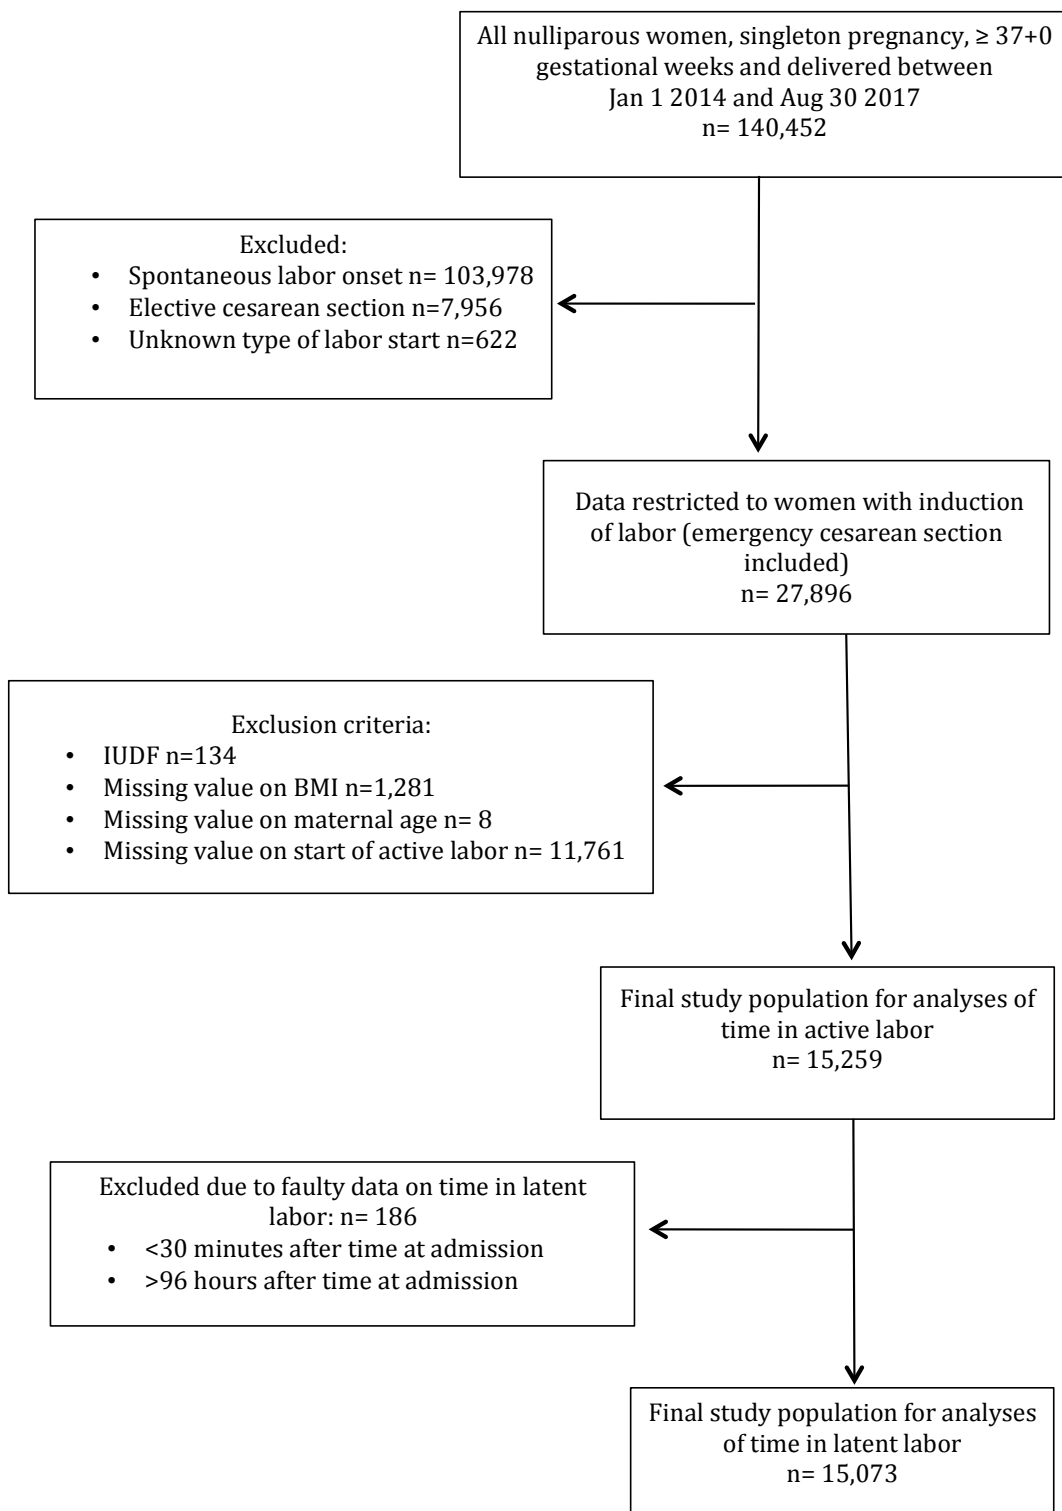 All nulliparous women, singleton pregnancy, ≥ 37+0
gestational weeks and delivered between
Jan 1 2014 and Aug 30 2017
n= 140,452
Excluded:
• Spontaneous labor onset n= 103,978
• Elective cesarean section n=7,956
• Unknown type of labor start n=622
Data restricted to women with induction
of labor (emergency cesarean section
included)
n= 27,896
Exclusion criteria:
• IUDF n=134
• Missing value on BMI n=1,281
• Missing value on maternal age n= 8
• Missing value on start of active labor n= 11,761
Final study population for analyses of
time in active labor
n= 15,259
Excluded due to faulty data on time in latent
labor: n= 186
• <30 minutes after time at admission
• >96 hours after time at admission
Final study population for analyses
of time in latent labor
n= 15,073